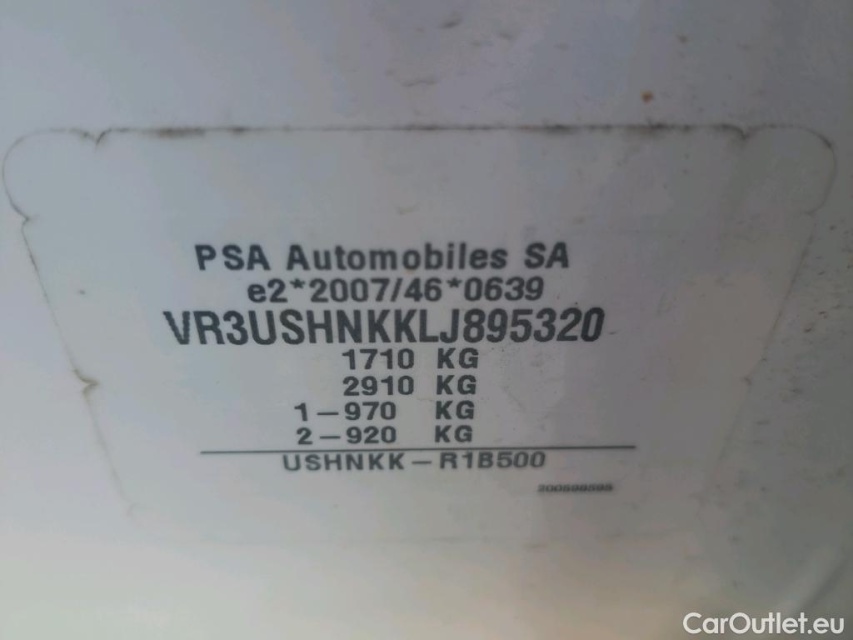 PSA Automobiles SA
e2*2007/46*0639
VR3USHNKKLJ895320
1710 KG
2910 KG
1-970 KG
2-920 KG
USHNKK-R1B500
CarOutlet.eu